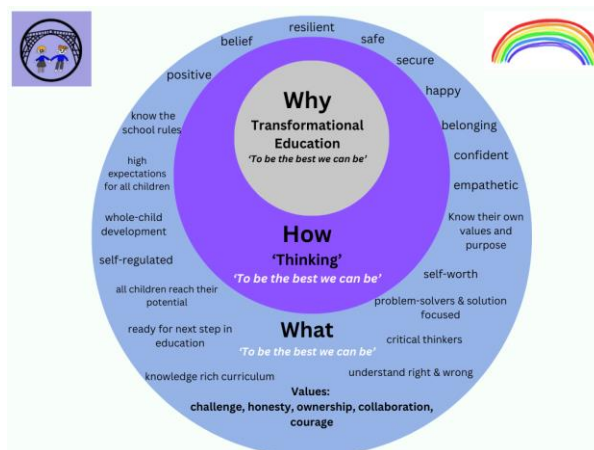 resilient
belief
safe
positive
secure
happy
know the
school rules
belonging
high
expectations
for all children
confident
empathetic
whole-child
development
Know their own
values and
purpose
self-regulated
self-worth
all children reach their
potential
problem-solvers & solution
focused
ready for next step in
education
critical thinkers
knowledge rich curriculum
understand right & wrong
Why
Transformational
Education
'To be the best we can be'
How
'Thinking'
'To be the best we can be'
What
'To be the best we can be'
Values:
challenge, honesty, ownership, collaboration,
courage